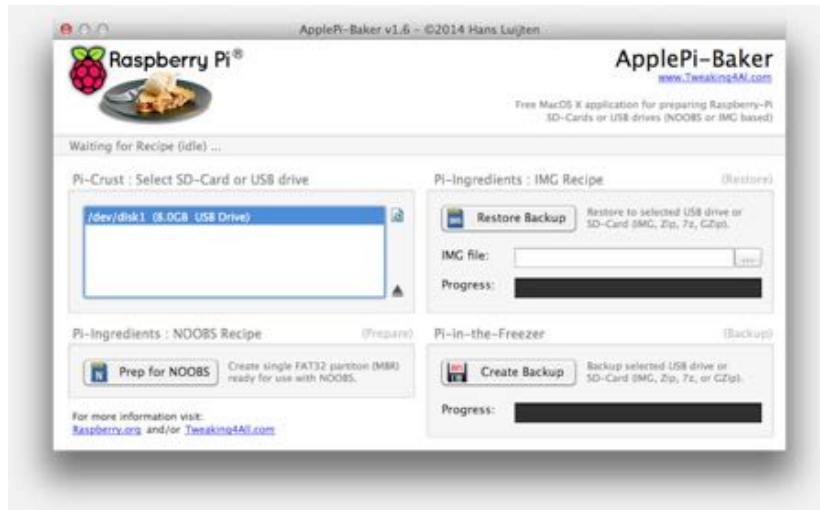 ApplePi-Baker v1.6 - ©2014 Hans Luijten
Raspberry Pi®
ApplePi-Baker
www.Tweaking4All.com
Free MacOS X application for preparing Raspberry-Pi
SD-Cards or USB drives (NOOBS or IMG based)
Waiting for Recipe (idle) ...
Pi-Crust : Select SD-Card or USB drive
/dev/disk1 (8.0GB USB Drive)
Pi-Ingredients : NOOBS Recipe (Prepare)
Prep for NOOBS
Create single FAT32 partition (MBR)
ready for use with NOOBS.
For more information visit:
Raspberry.org and/or Tweaking4All.com
Pi-Ingredients : IMG Recipe (Restore)
Restore Backup
Restore to selected USB drive or
SD-Card (IMG, Zip, 7z, GZip).
IMG file: ...
Progress:
Pi-in-the-Freezer (Backup)
Create Backup
Backup selected USB drive or
SD-Card (IMG, Zip, 7z, or GZip).
Progress: